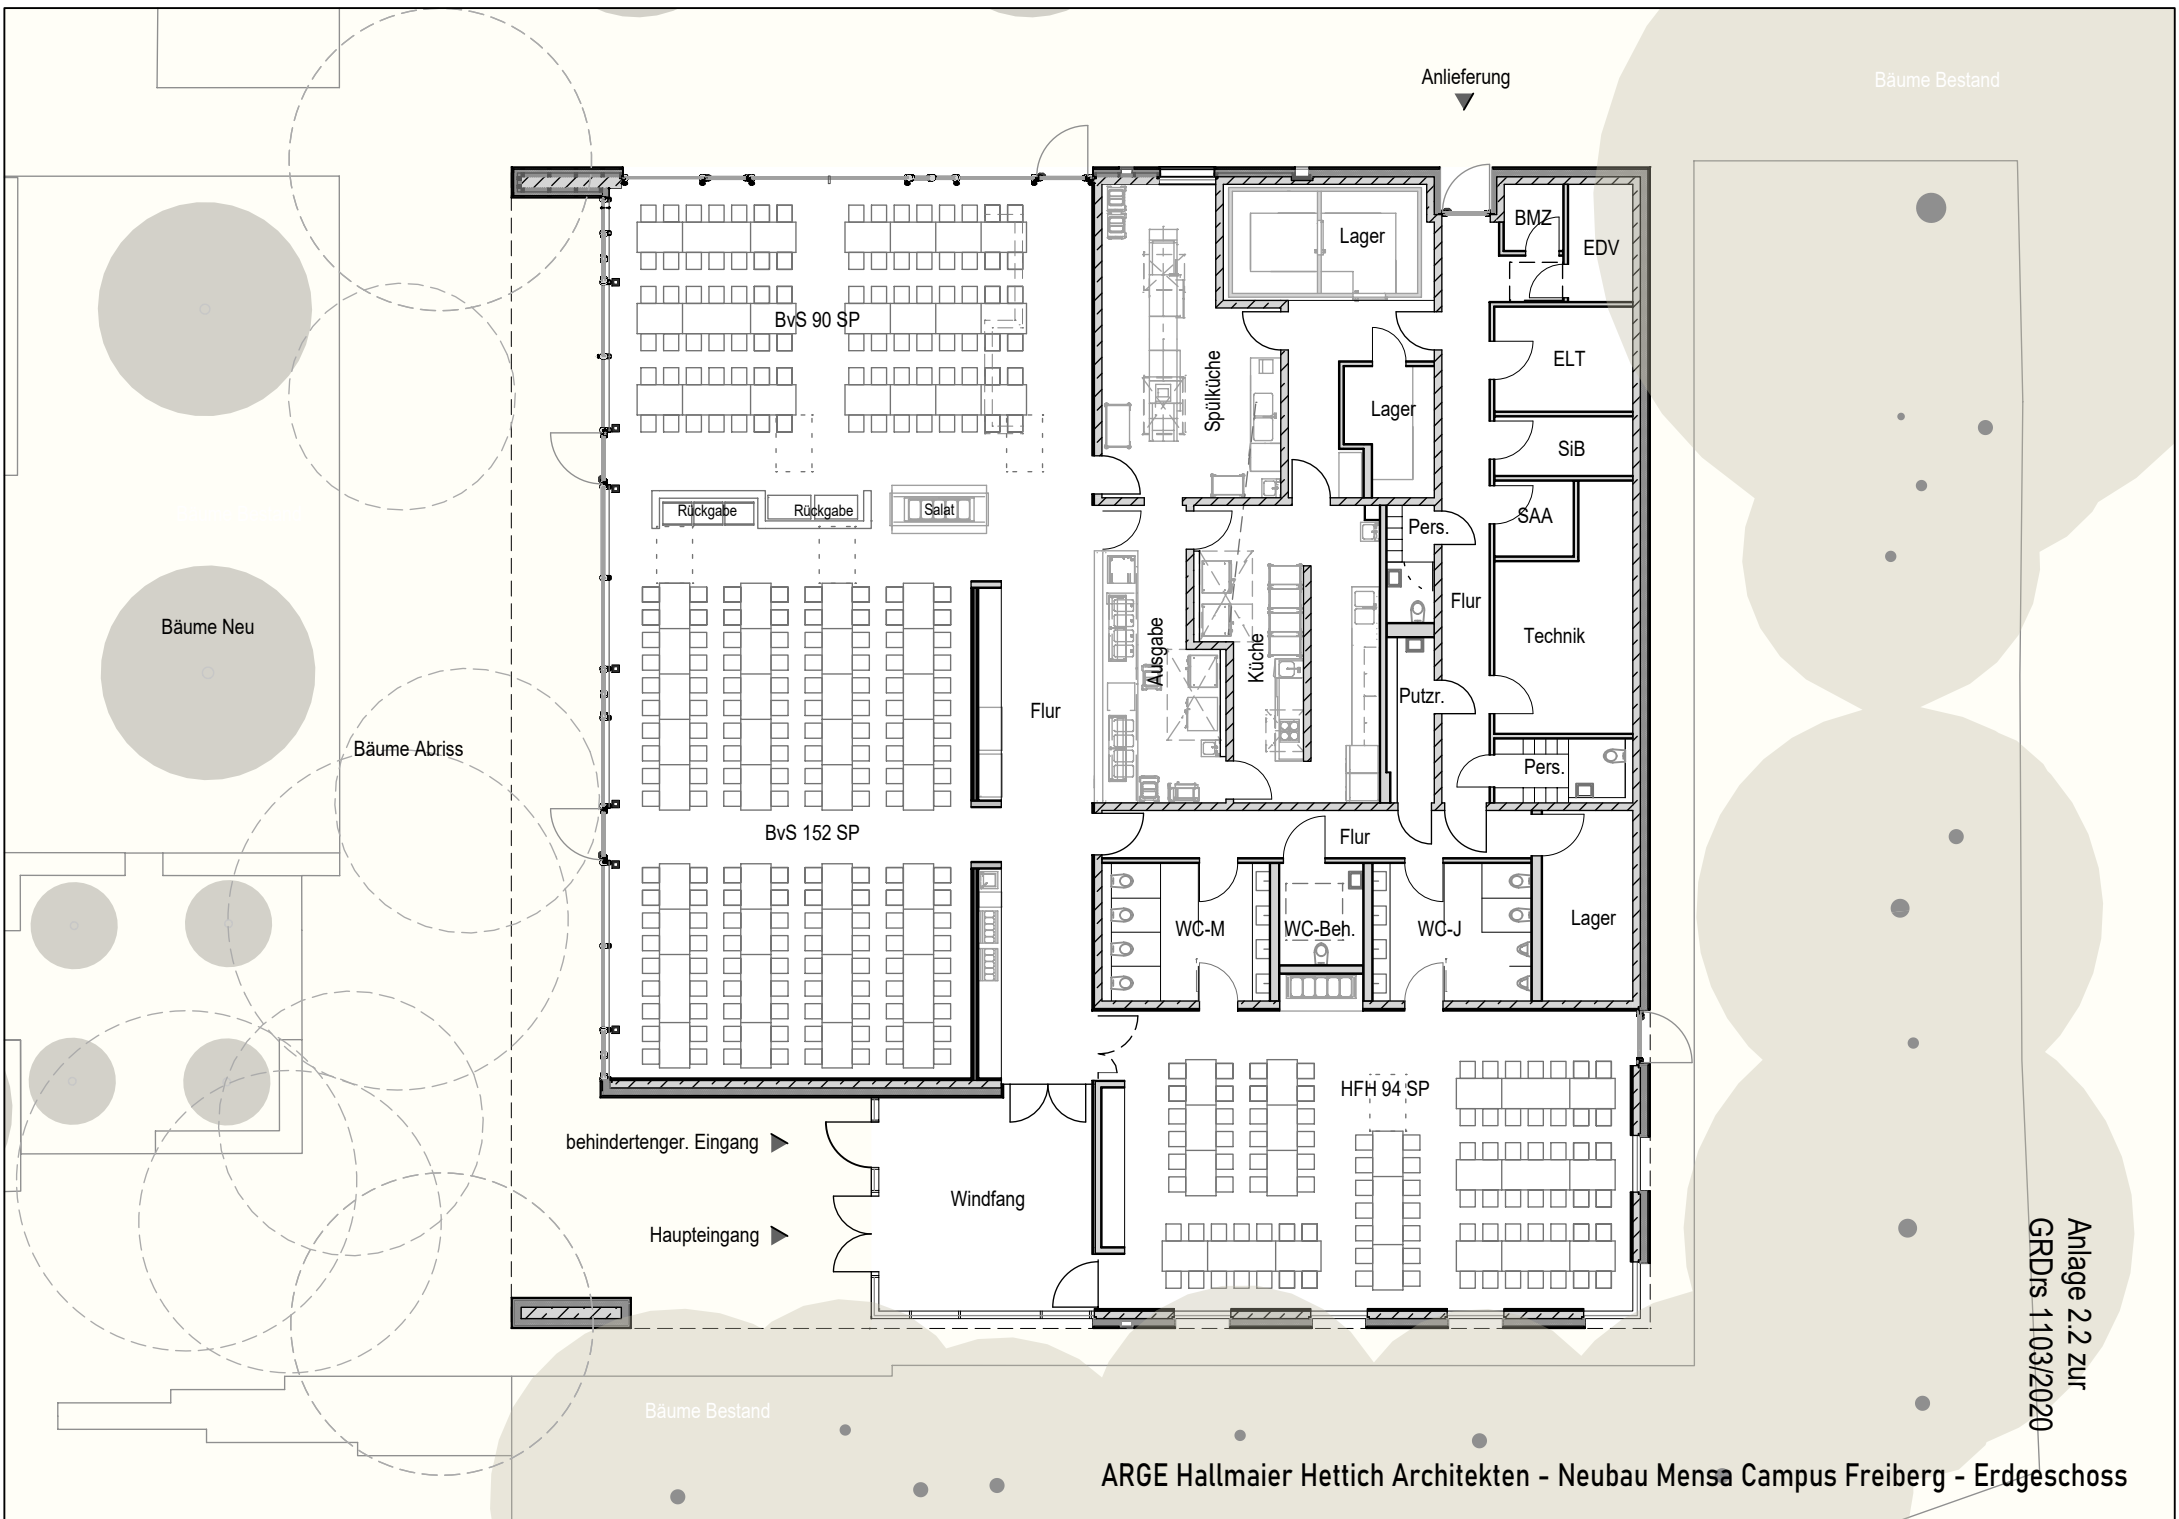 Anlieferung
Bäume Bestand
BMZ
EDV
Lager
BvS 90 SP
Spülküche
ELT
Lager
SiB
Rückgabe
Rückgabe
Salat
SAA
Pers.
Flur
Bäume Neu
Technik
Ausgabe
Küche
Putzr.
Flur
Bäume Abriss
Pers.
BvS 152 SP
Flur
WC-M
WC-Beh.
WC-J
Lager
HFH 94 SP
behindertenger. Eingang
Windfang
Haupteingang
Anlage 2.2 zur
GRDrs 1103/2020
Bäume Bestand
ARGE Hallmaier Hettich Architekten - Neubau Mensa Campus Freiberg - Erdgeschoss